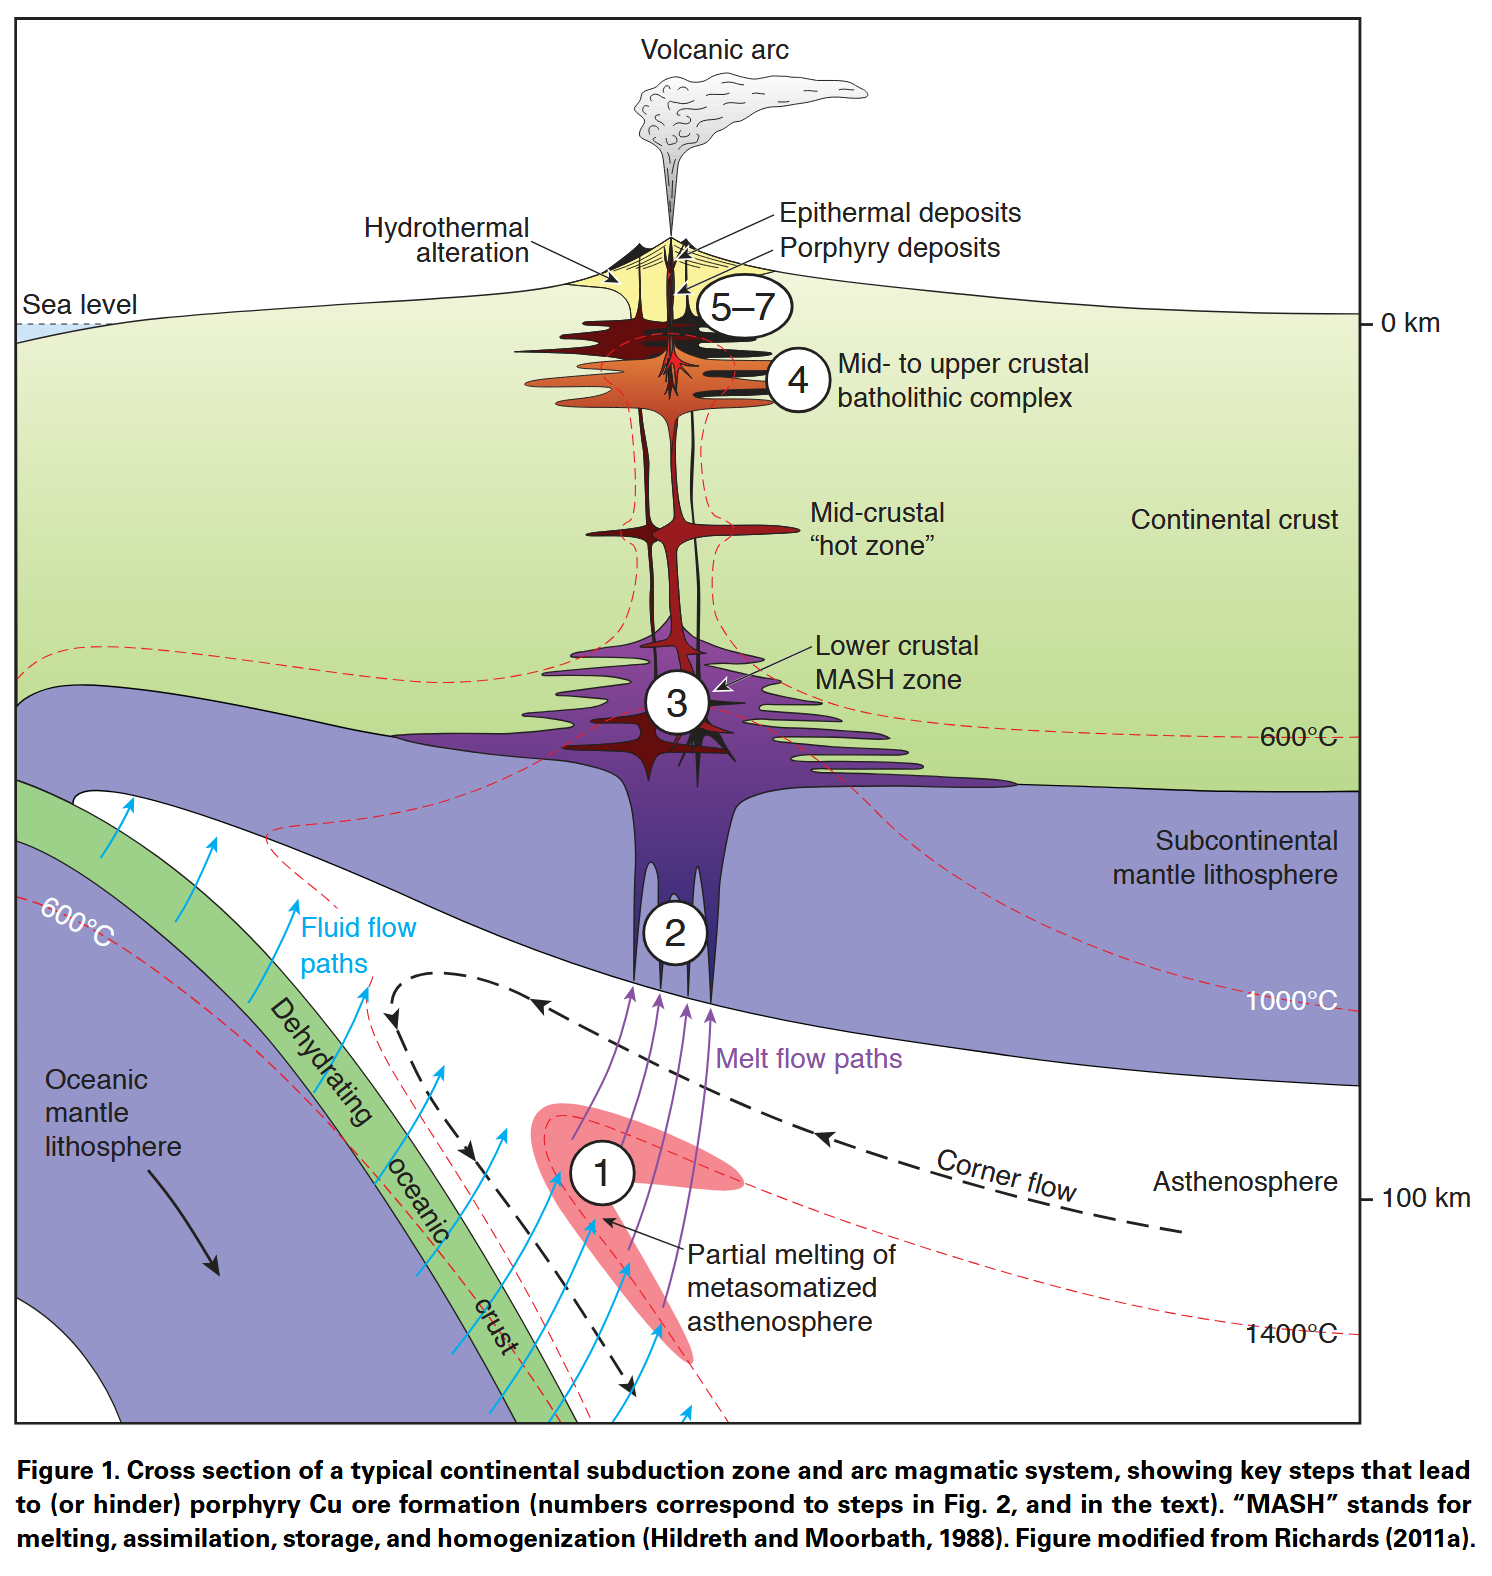 Volcanic arc
Epithermal deposits
Hydrothermal
alteration
Porphyry deposits
Sea level
5–7
0 km
4
Mid- to upper crustal
batholithic complex
Mid-crustal
“hot zone”
Continental crust
Lower crustal
MASH zone
3
600°C
Subcontinental
mantle lithosphere
600°C
Fluid flow
paths
2
1000°C
Dehydrating
oceanic
crust
Melt flow paths
Oceanic
mantle
lithosphere
1
Corner flow
Asthenosphere
100 km
Partial melting of
metasomatized
asthenosphere
1400°C
Figure 1. Cross section of a typical continental subduction zone and arc magmatic system, showing key steps that lead
to (or hinder) porphyry Cu ore formation (numbers correspond to steps in Fig. 2, and in the text). “MASH” stands for
melting, assimilation, storage, and homogenization (Hildreth and Moorbath, 1988). Figure modified from Richards (2011a).